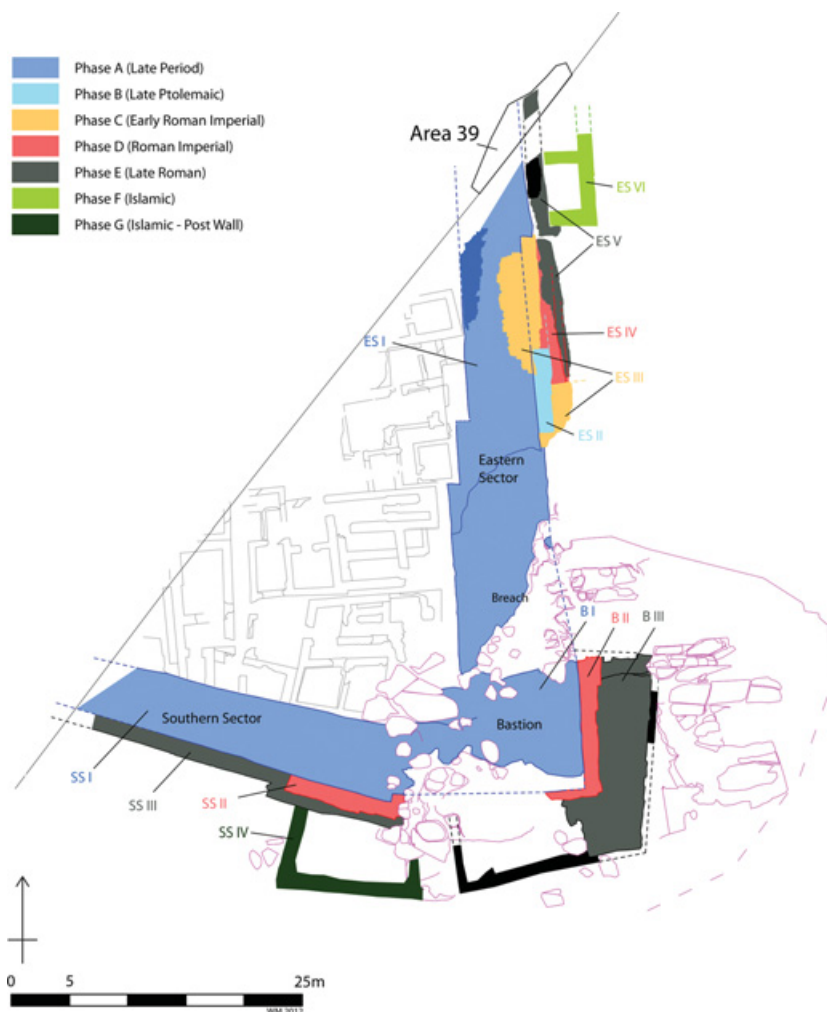 Phase A (Late Period)
Phase B (Late Ptolemaic)
Phase C (Early Roman Imperial)
Phase D (Roman Imperial)
Phase E (Late Roman)
Phase F (Islamic)
Phase G (Islamic - Post Wall)
Area 39
ES VI
ES V
ES IV
ES I
ES III
ES II
Eastern
Sector
Breach
B I
B II
B III
Southern Sector
Bastion
SS I
SS III
SS II
SS IV
0
5
25m
WM 2012